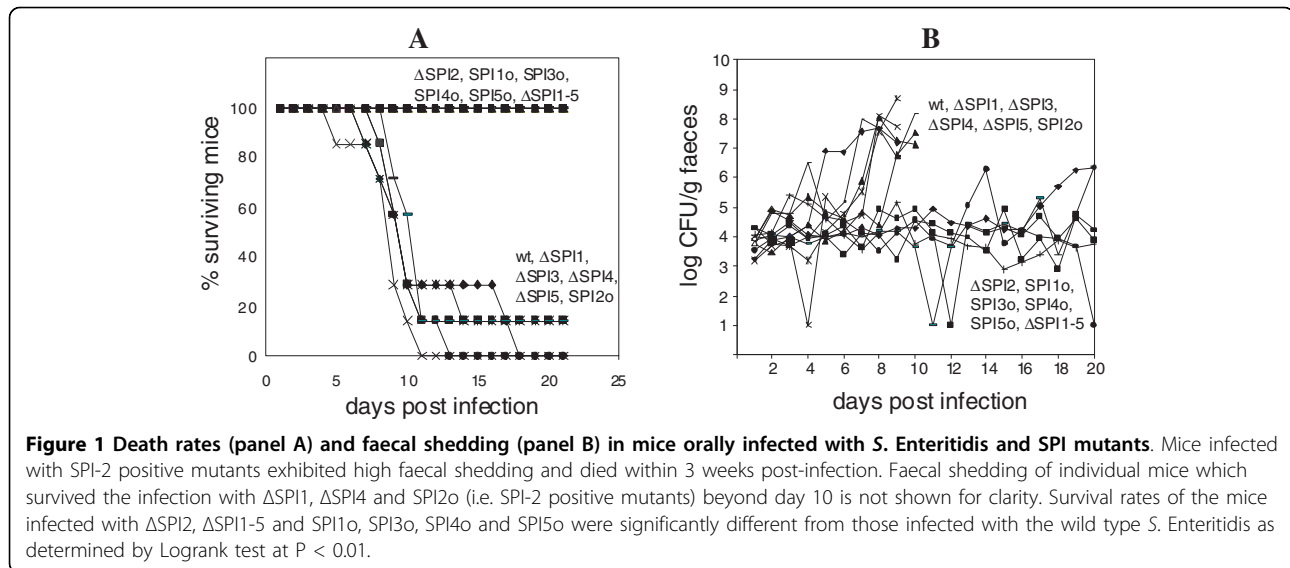 A
ΔSPI2, SPI1o, SPI3o,
SPI4o, SPI5o, ΔSPI1-5
100
80
60
40
20
0
% surviving mice
wt, ΔSPI1,
ΔSPI3, ΔSPI4,
ΔSPI5, SPI2o
0 5 10 15 20 25
days post infection
B
10
9
8
7
6
5
4
3
2
1
log CFU/g faeces
wt, ΔSPI1, ΔSPI3,
ΔSPI4, ΔSPI5, SPI2o
ΔSPI2, SPI1o,
SPI3o, SPI4o,
SPI5o, ΔSPI1-5
2 4 6 8 10 12 14 16 18 20
days post infection
Figure 1 Death rates (panel A) and faecal shedding (panel B) in mice orally infected with S. Enteritidis and SPI mutants. Mice infected
with SPI-2 positive mutants exhibited high faecal shedding and died within 3 weeks post-infection. Faecal shedding of individual mice which
survived the infection with ΔSPI1, ΔSPI4 and SPI2o (i.e. SPI-2 positive mutants) beyond day 10 is not shown for clarity. Survival rates of the mice
infected with ΔSPI2, ΔSPI1-5 and SPI1o, SPI3o, SPI4o and SPI5o were significantly different from those infected with the wild type S. Enteritidis as
determined by Logrank test at P < 0.01.